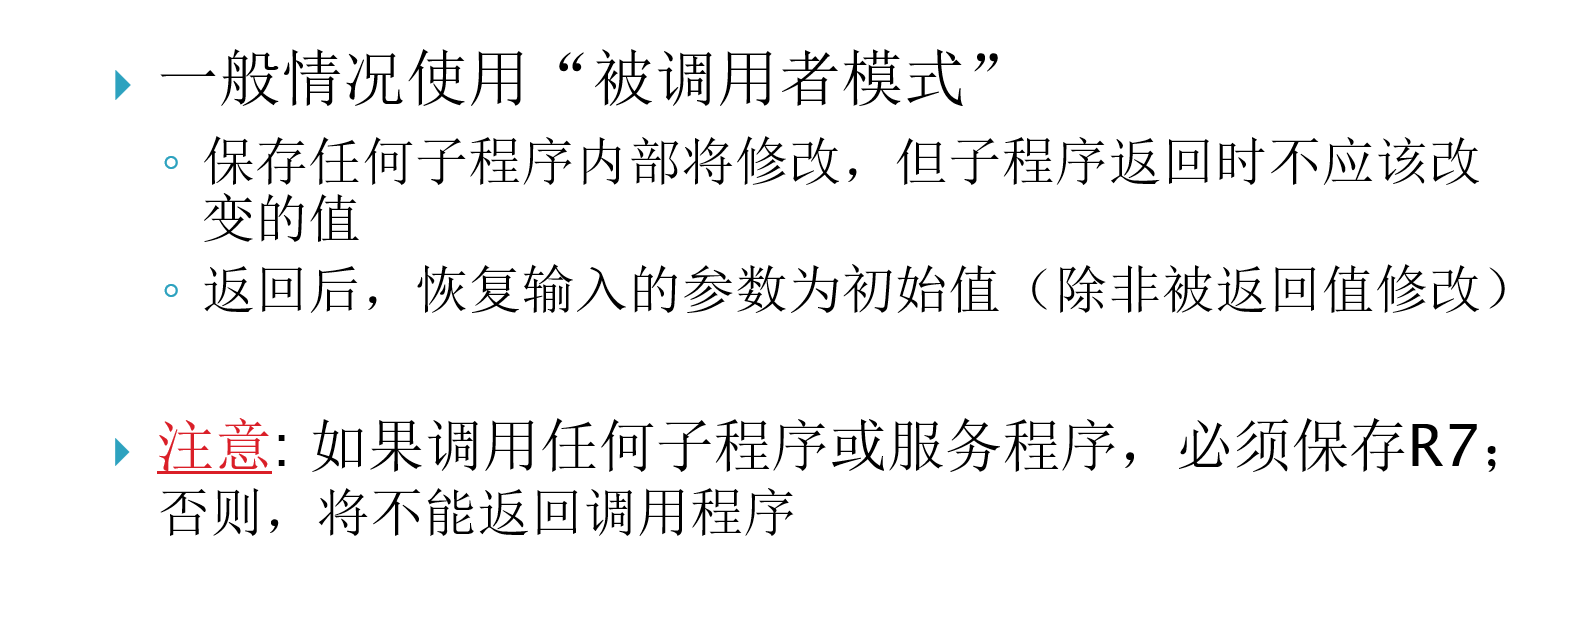 一般情况使用“被调用者模式”
保存任何子程序内部将修改，但子程序返回时不应该改
变的值
返回后，恢复输入的参数为初始值（除非被返回值修改）
注意: 如果调用任何子程序或服务程序，必须保存R7；
否则，将不能返回调用程序